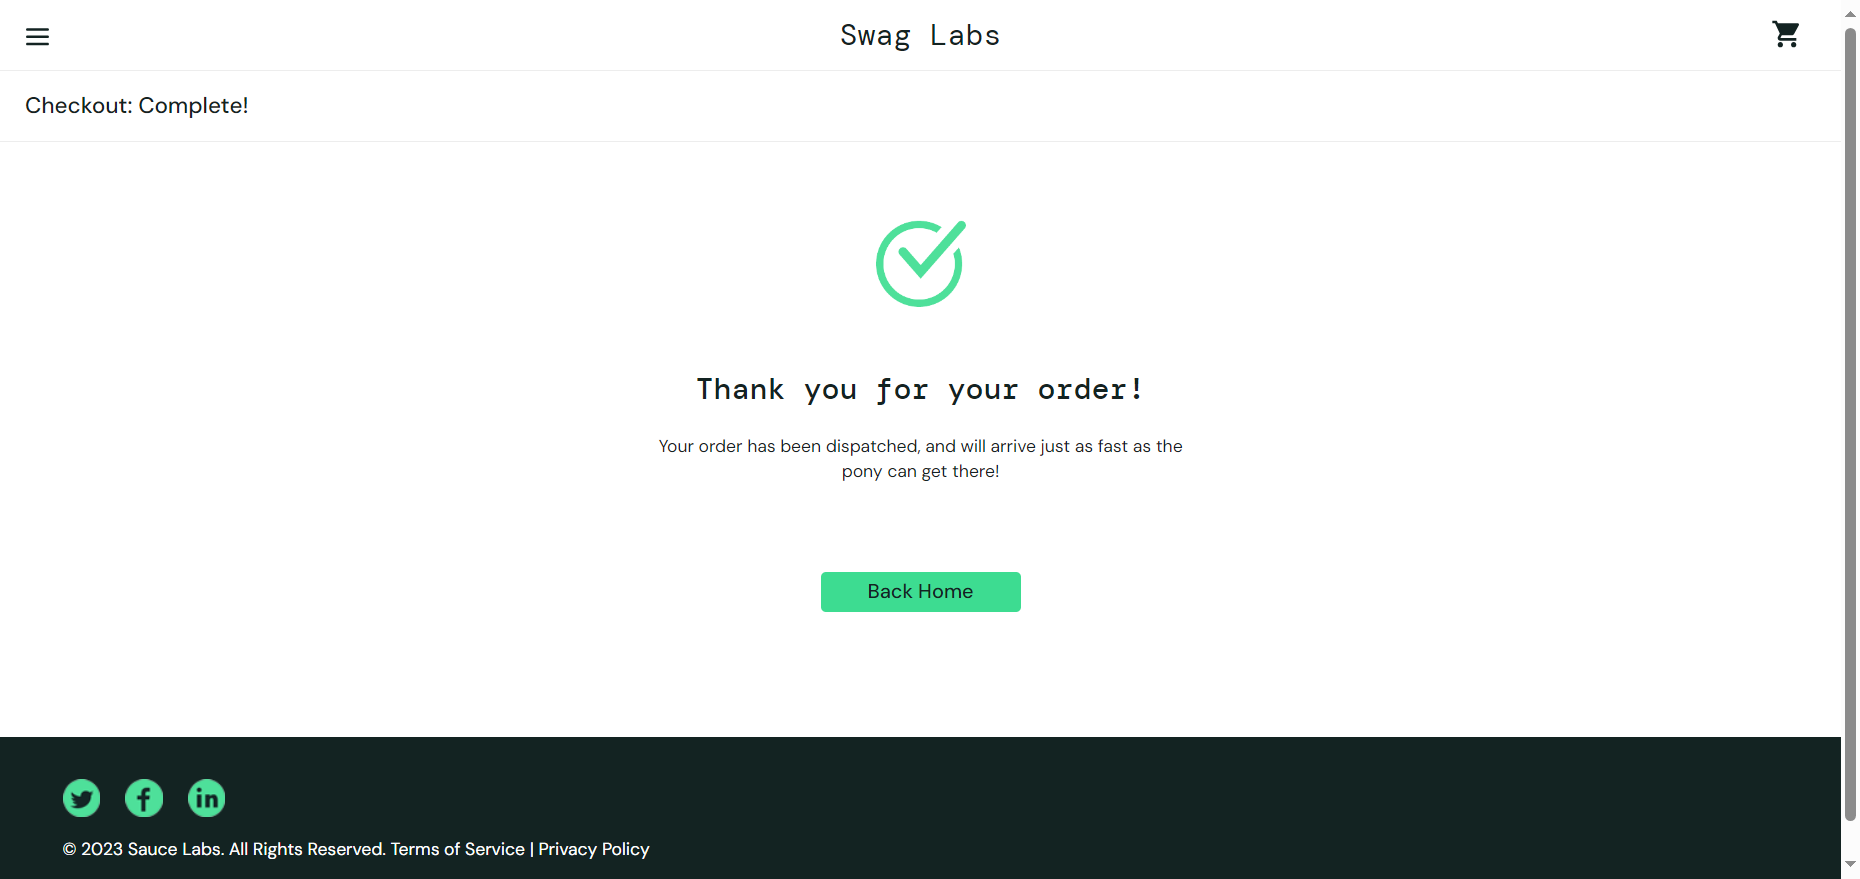 Swag Labs
Checkout: Complete!
Thank you for your order!
Your order has been dispatched, and will arrive just as fast as the
pony can get there!
Back Home
© 2023 Sauce Labs. All Rights Reserved. Terms of Service | Privacy Policy